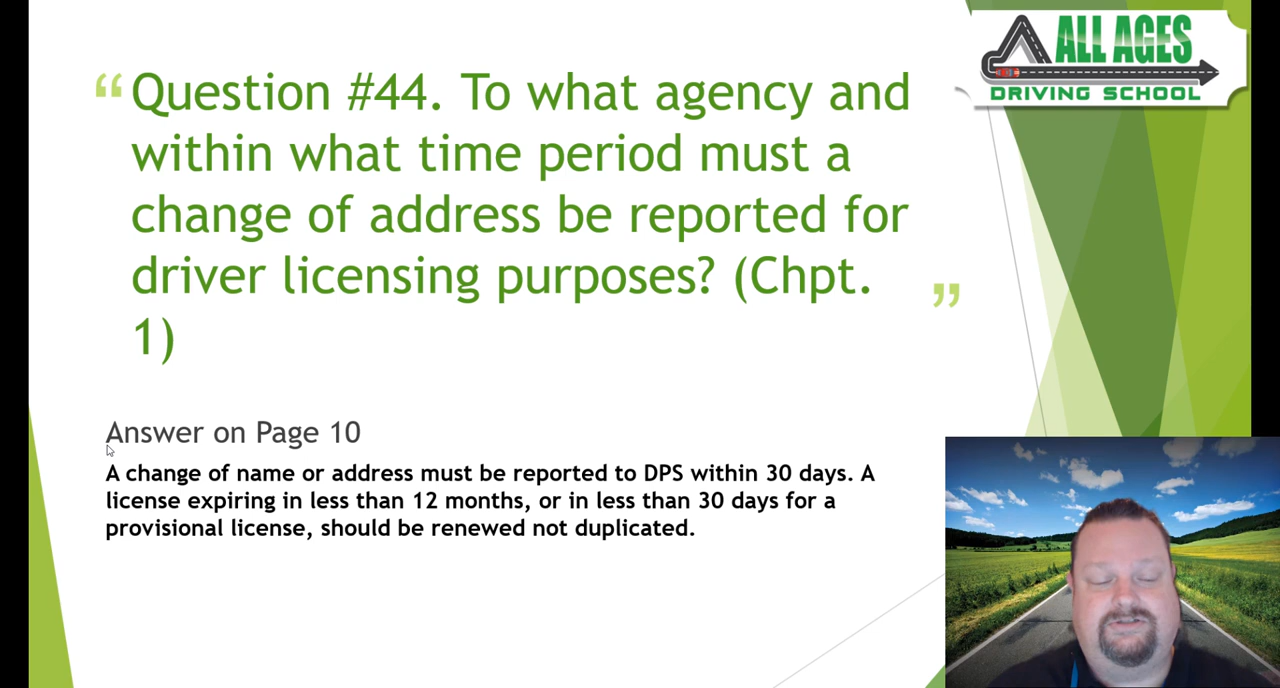 ALL AGES
DRIVING SCHOOL
“Question #44. To what agency and
within what time period must a
change of address be reported for
driver licensing purposes? (Chpt.
1)”
Answer on Page 10
A change of name or address must be reported to DPS within 30 days. A
license expiring in less than 12 months, or in less than 30 days for a
provisional license, should be renewed not duplicated.